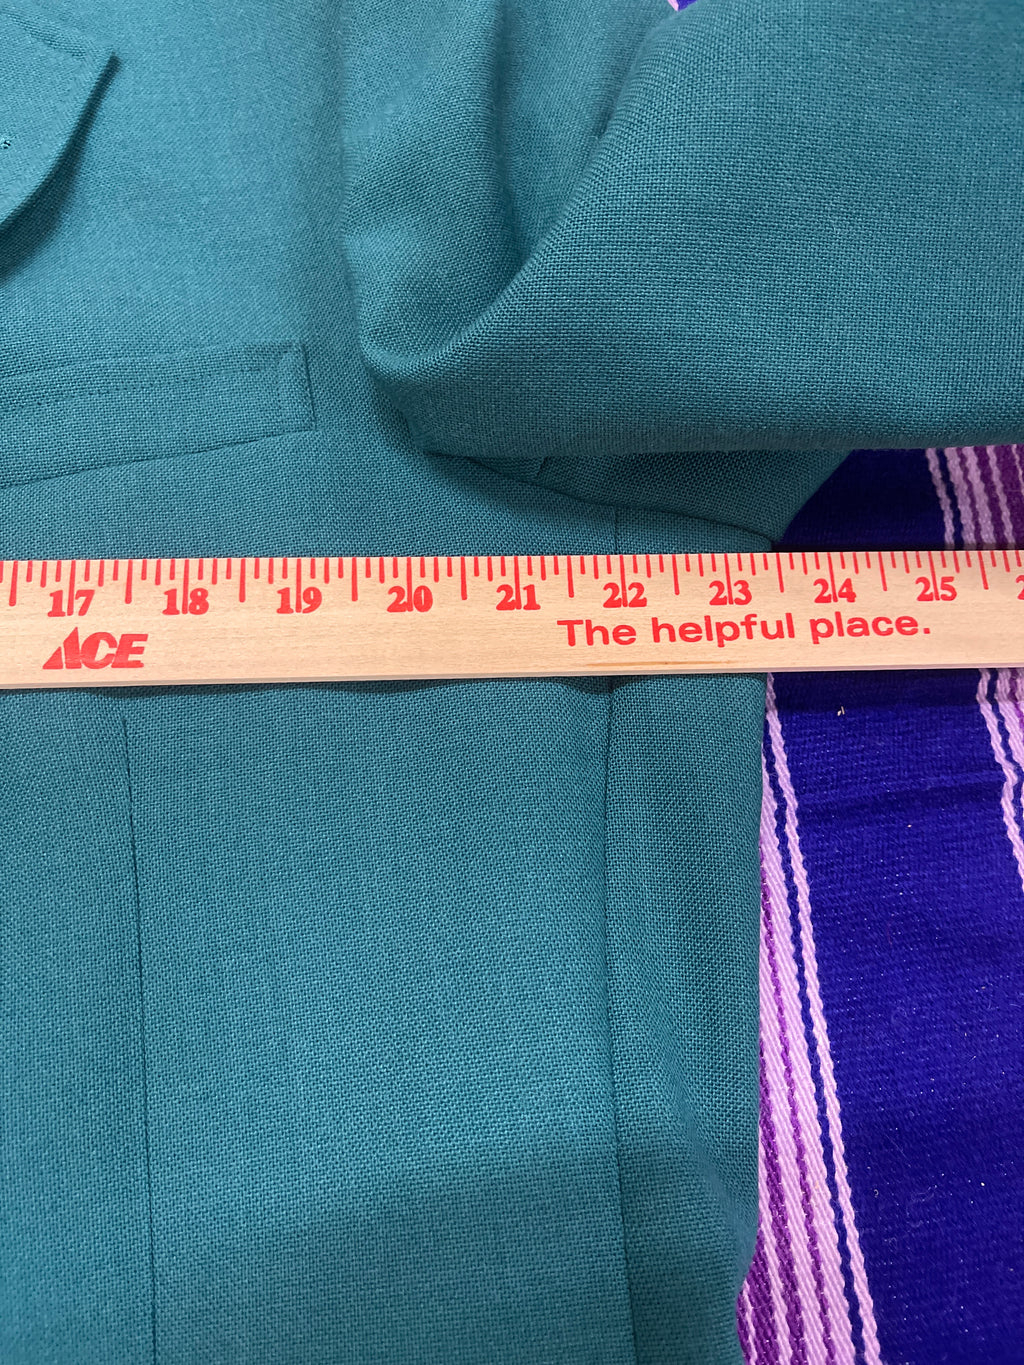 17 18 19 20 21 22 23 24 25
ACE The helpful place.